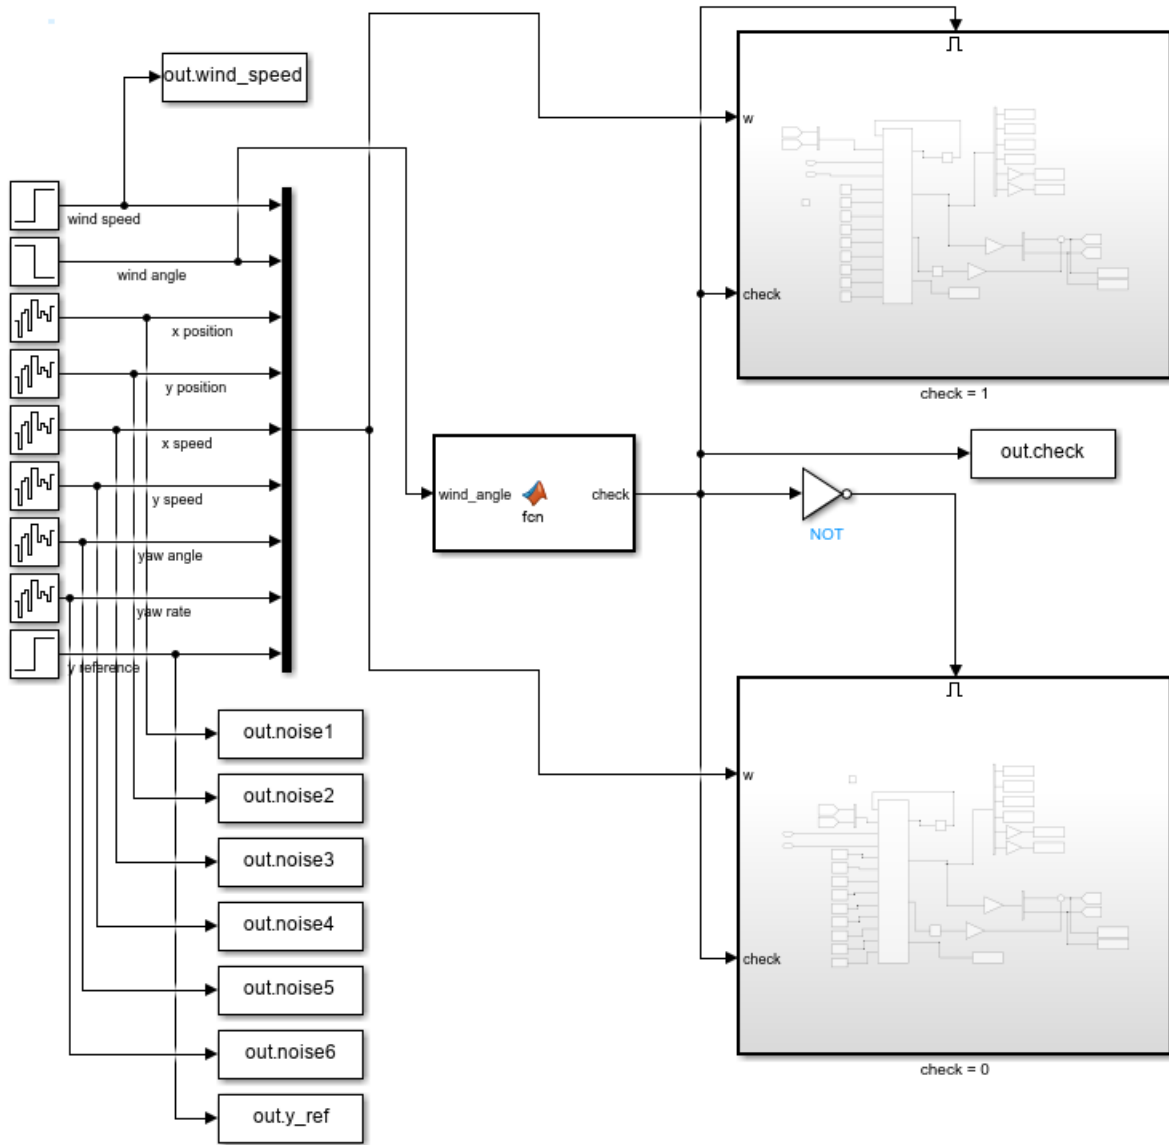 out.wind_speed
w
wind speed
wind angle
x position
check
y position
check = 1
x speed
out.check
y speed
wind_angle
fcn
check
NOT
yaw angle
yaw rate
y reference
out.noise1
w
out.noise2
out.noise3
out.noise4
check
out.noise5
out.noise6
check = 0
out.y_ref